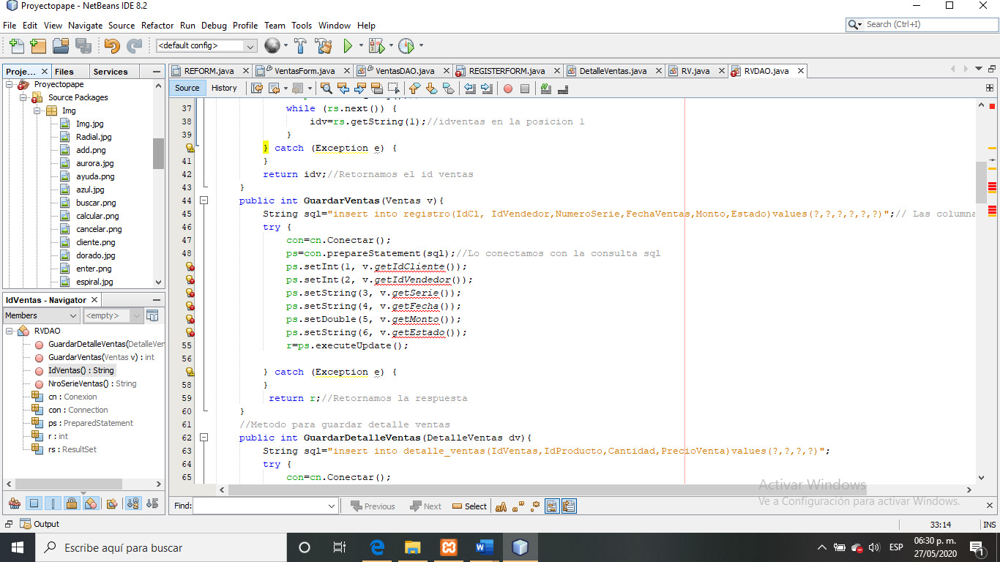 Proyectopape - NetBeans IDE 8.2
File Edit View Navigate Source Refactor Run Debug Profile Team Tools Window Help
Search (Ctrl+I)
<default config>
Proje... Files Services
REFORM.java VentasForm.java VentasDAO.java REGISTERFORM.java DetalleVentas.java RV.java RVDAO.java
Source History
Proyectopape
Source Packages
Img
Img.jpg
Radial.jpg
add.png
aurora.jpg
ayuda.png
azul.jpg
buscar.png
calcular.png
cancelar.png
cliente.png
dorado.jpg
enter.png
espiral.jpg
IdVentas - Navigator
Members <empty>
RVDAO
GuardarDetalleVentas(DetalleVen
GuardarVentas(Ventas v) : int
IdVentas() : String
NroSerieVentas() : String
cn : Conexion
con : Connection
ps : PreparedStatement
r : int
rs : ResultSet
37 while (rs.next()) {
38 idv=rs.getString(1);//idventas en la posicion 1
39 }
} catch (Exception e) {
41 }
42 return idv;//Retornamos el id ventas
43 }
44 public int GuardarVentas(Ventas v){
45 String sql="insert into registro(IdCl, IdVendedor,NumeroSerie,FechaVentas,Monto,Estado)values(?,?,?,?,?,?)";// Las columna
46 try {
47 con=cn.Conectar();
48 ps=con.prepareStatement(sql);//Lo conectamos con la consulta sql
ps.setInt(1, v.getIdCliente());
ps.setInt(2, v.getIdVendedor());
ps.setString(3, v.getSerie());
ps.setString(4, v.getFecha());
ps.setDouble(5, v.getMonto());
ps.setString(6, v.getEstado());
55 r=ps.executeUpdate();
56
} catch (Exception e) {
58 }
59 return r;//Retornamos la respuesta
60 }
61 //Metodo para guardar detalle ventas
62 public int GuardarDetalleVentas(DetalleVentas dv){
63 String sql="insert into detalle_ventas(IdVentas,IdProducto,Cantidad,PrecioVenta)values(?,?,?,?)";
64 try {
65 con=cn.Conectar();
Activar Windows
Ve a Configuración para activar Windows.
Find: Previous Next Select
Output
33:14 INS
Escribe aquí para buscar
ESP
06:30 p. m.
27/05/2020
1